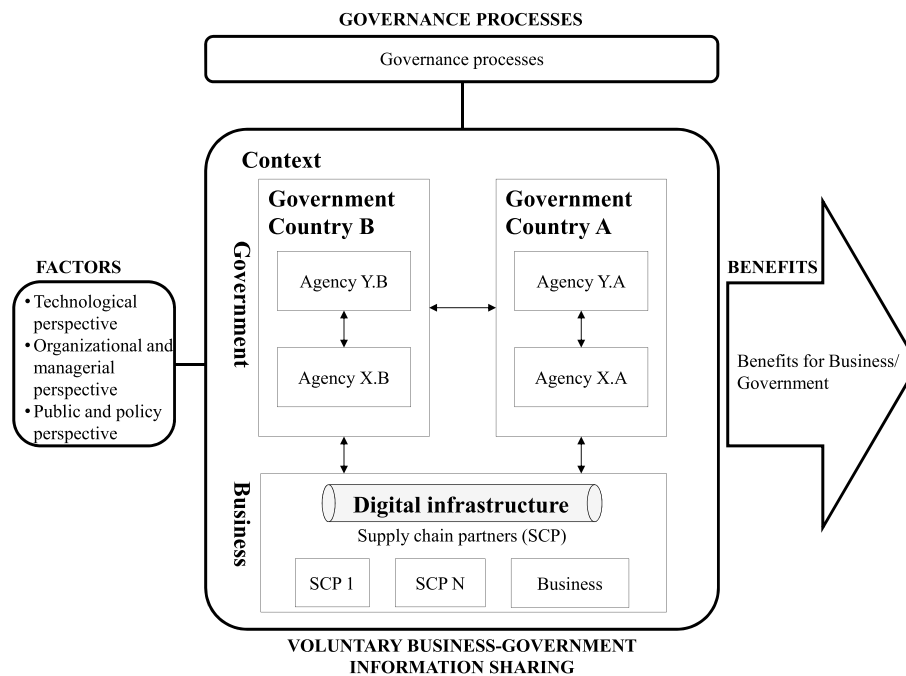 GOVERNANCE PROCESSES
Governance processes
Context
Government
Country B
Government
Country A
Government
Agency Y.B
Agency Y.A
Agency X.B
Agency X.A
FACTORS
• Technological
perspective
• Organizational and
managerial
perspective
• Public and policy
perspective
BENEFITS
Benefits for Business/
Government
Business
Digital infrastructure
Supply chain partners (SCP)
SCP 1
SCP N
Business
VOLUNTARY BUSINESS-GOVERNMENT
INFORMATION SHARING